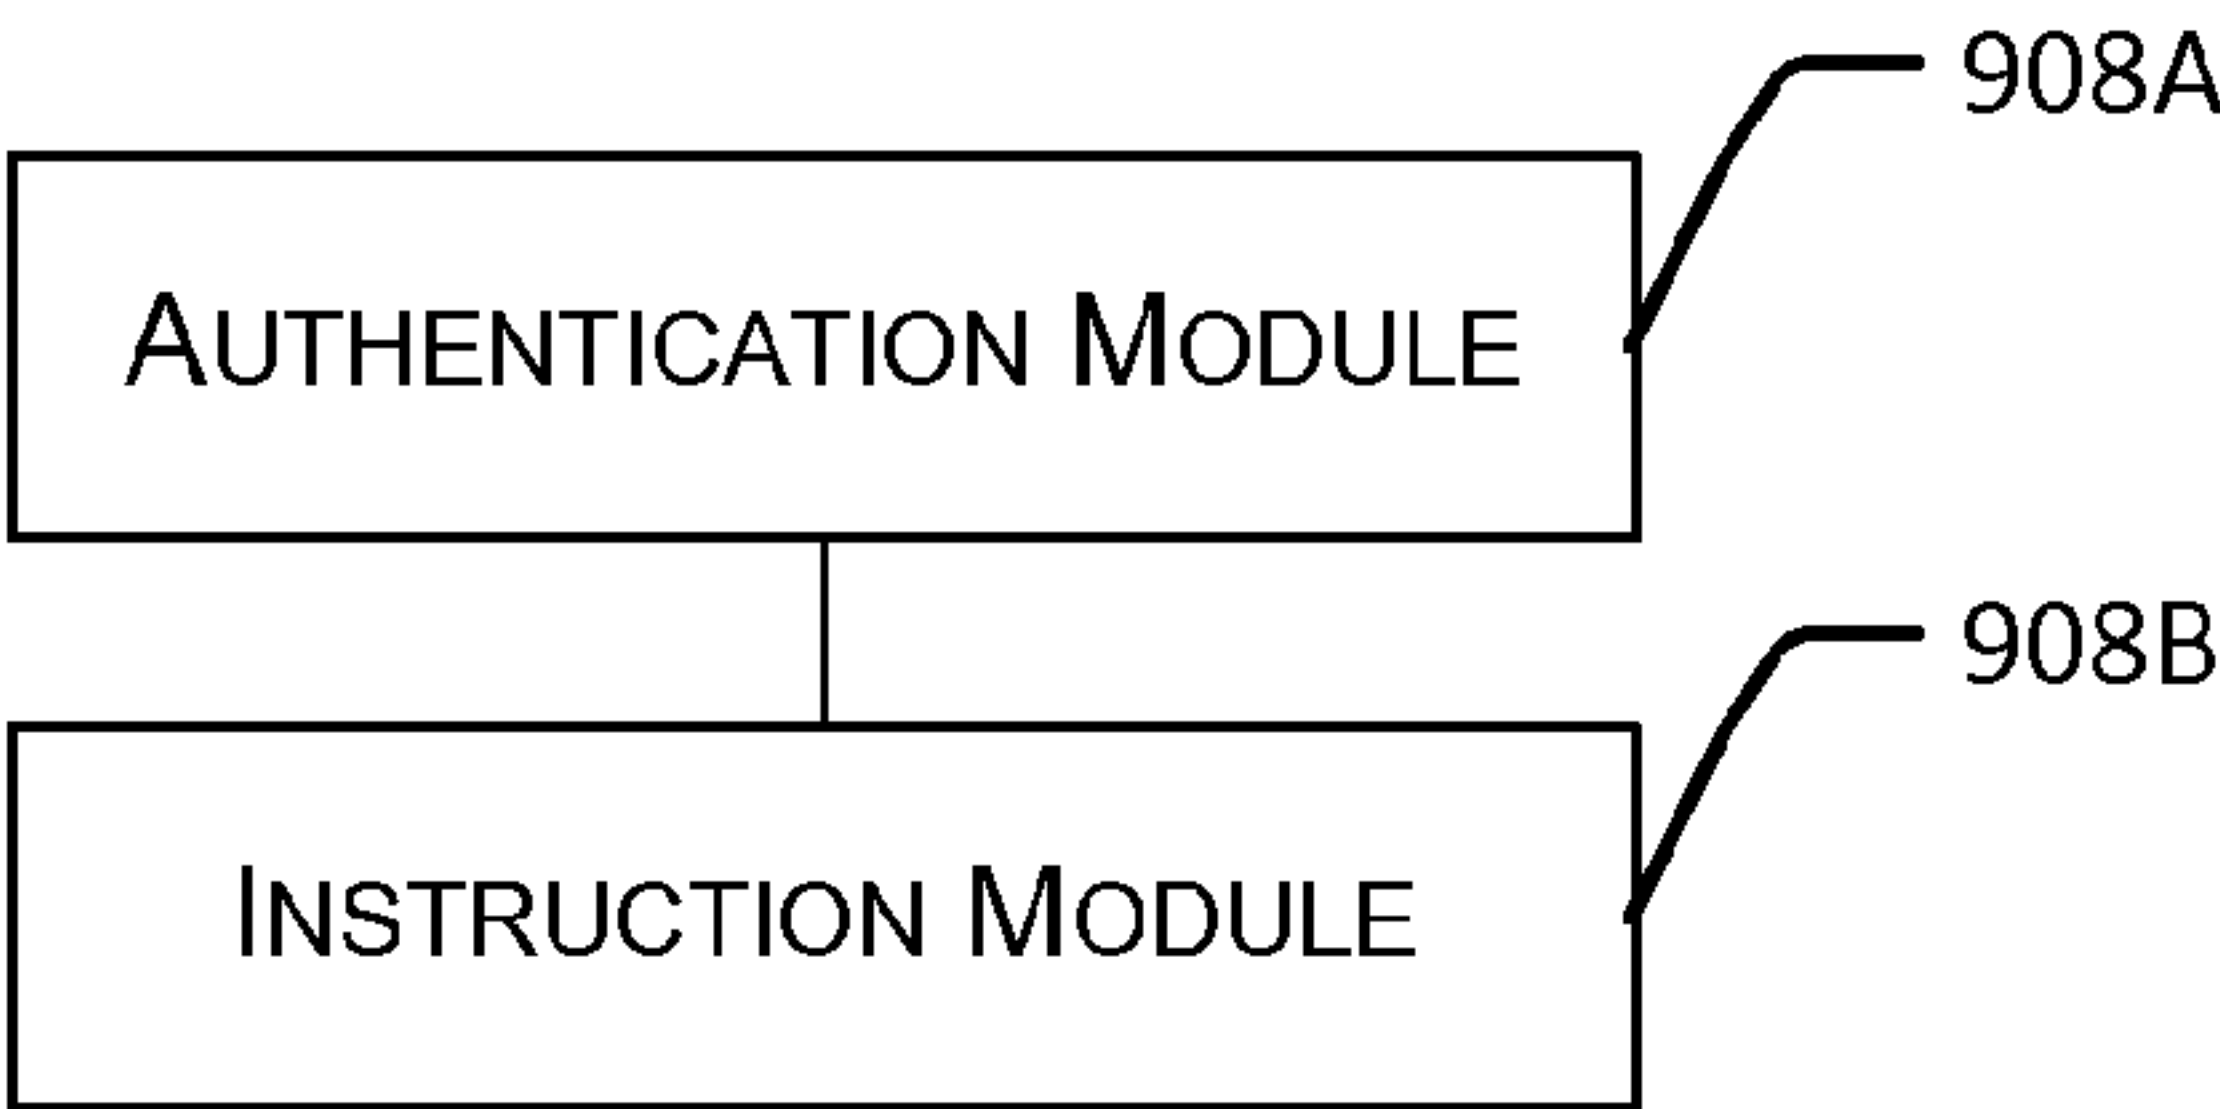 908A
AUTHENTICATION MODULE
908B
INSTRUCTION MODULE